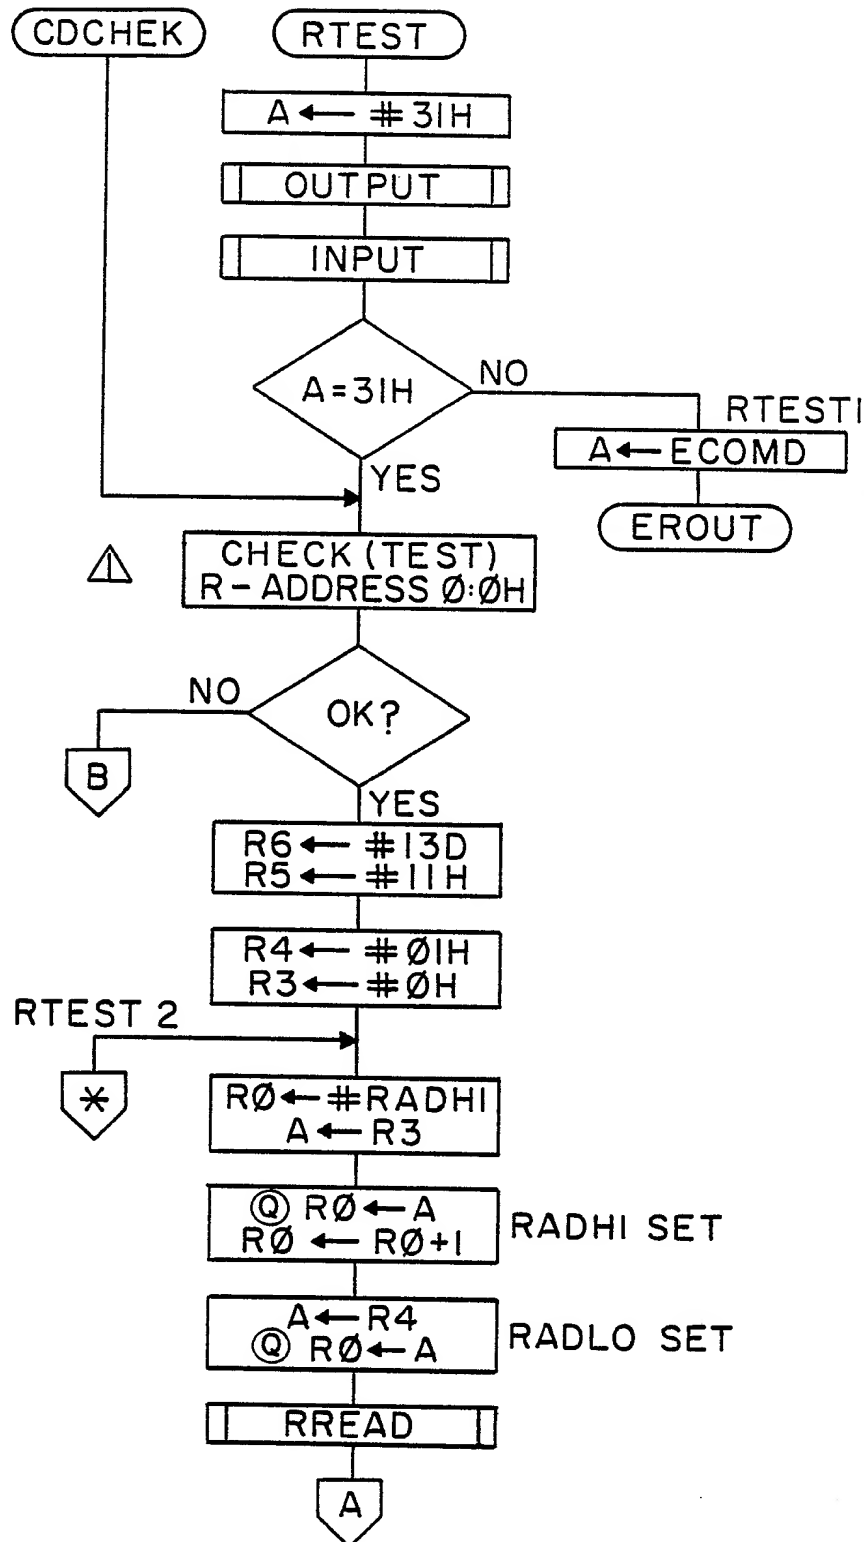 CDCHEK
RTEST
A ← #31H
OUTPUT
INPUT
A=31H
NO
RTEST1
A ← ECOMD
EROUT
YES
1
CHECK (TEST)
R-ADDRESS Ø:ØH
OK?
NO
B
YES
R6 ← #13D
R5 ← #11H
R4 ← #Ø1H
R3 ← #ØH
RTEST 2
*
RØ ← #RADHI
A ← R3
Ⓠ RØ ← A
RØ ← RØ+1
RADHI SET
A ← R4
Ⓠ RØ ← A
RADLO SET
RREAD
A